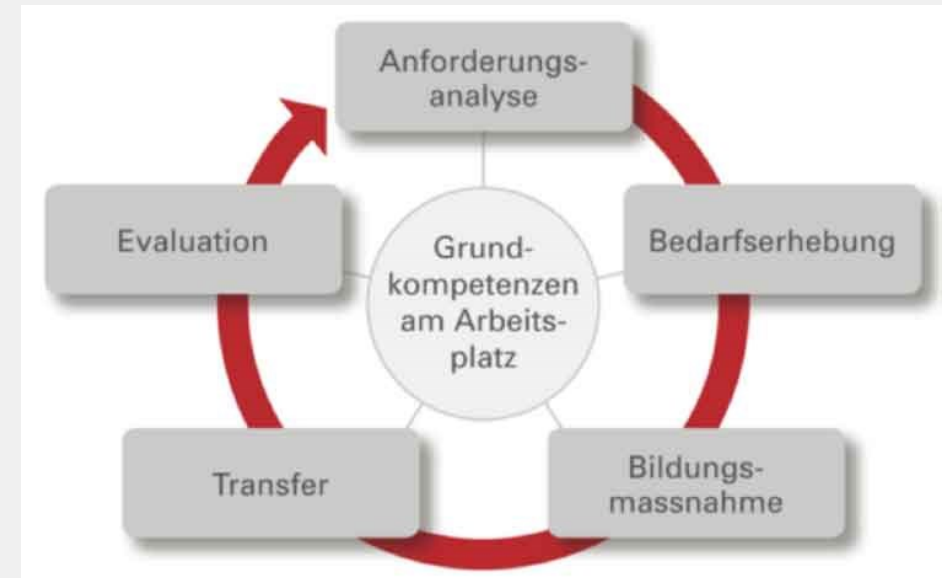 Anforderungs-
analyse
Bedarfserhebung
Bildungs-
massnahme
Transfer
Evaluation
Grund-
kompetenzen
am Arbeits-
platz